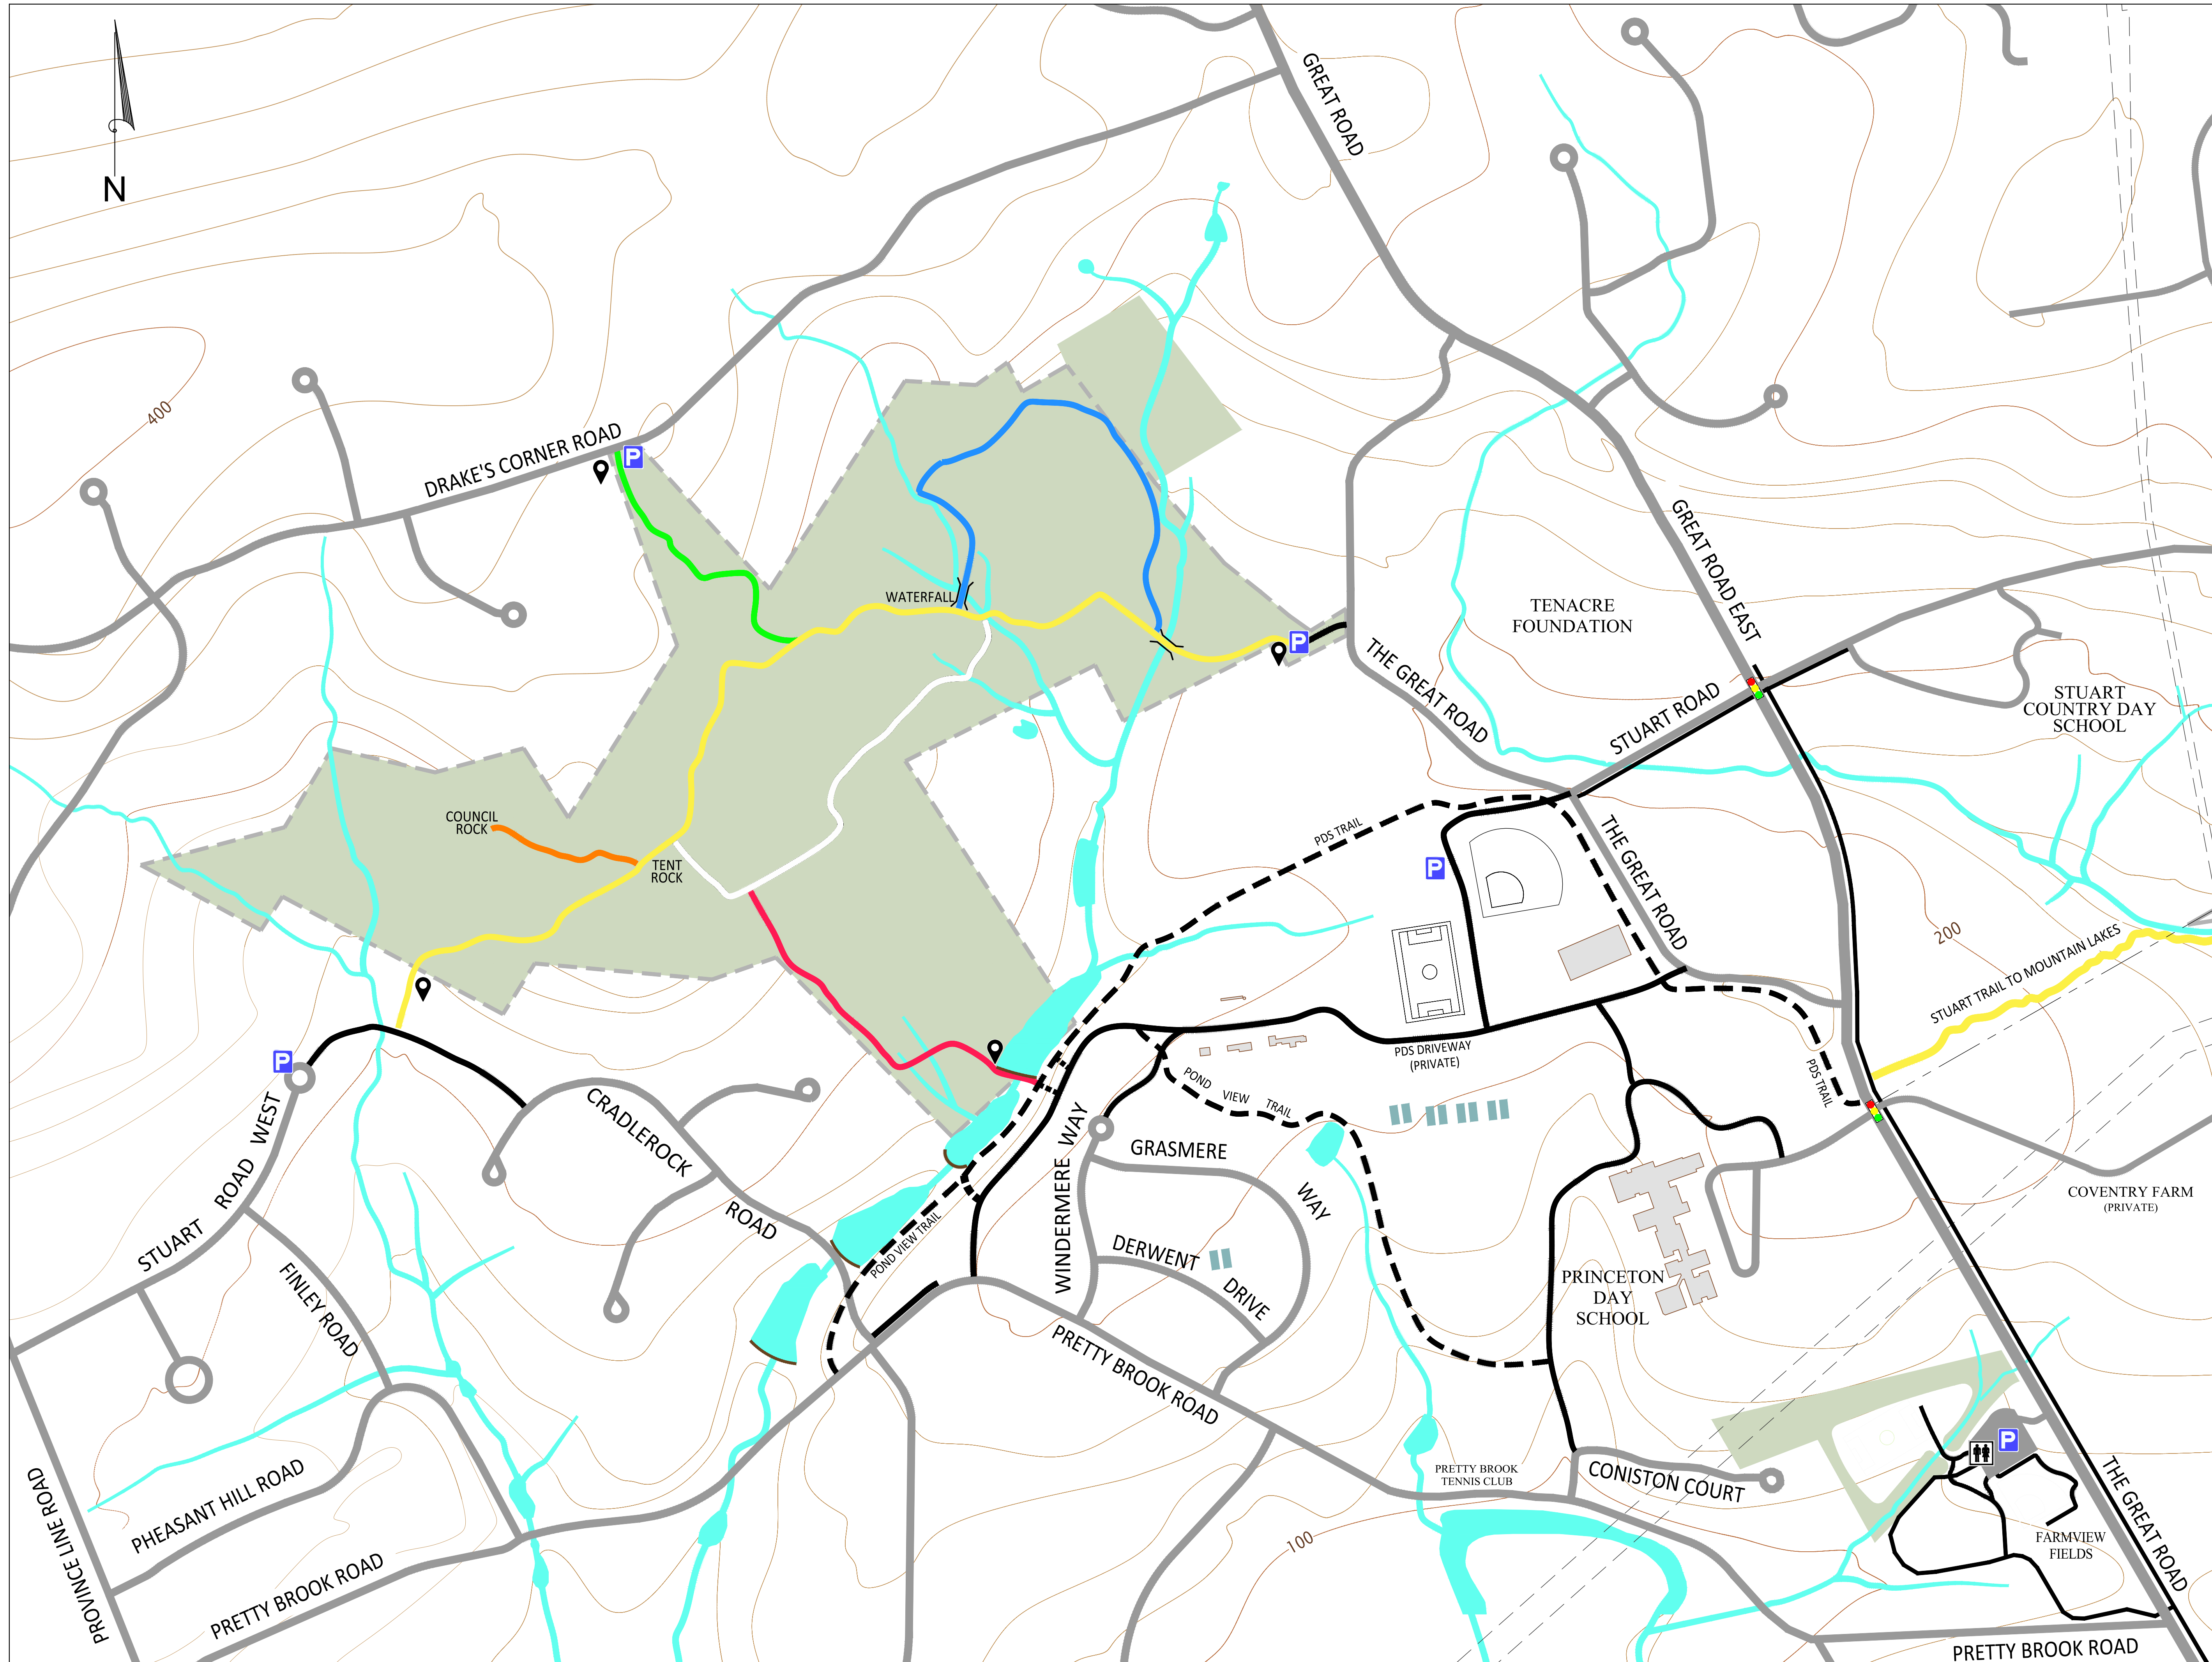 GREAT ROAD
N
400
DRAKE'S CORNER ROAD
P
WATERFALL
P
TENACRE
FOUNDATION
GREAT ROAD EAST
THE GREAT ROAD
STUART ROAD
STUART
COUNTRY DAY
SCHOOL
COUNCIL
ROCK
TENT
ROCK
PDS TRAIL
P
THE GREAT ROAD
200
STUART TRAIL TO MOUNTAIN LAKES
P
PDS DRIVEWAY
(PRIVATE)
PDS TRAIL
POND VIEW TRAIL
STUART ROAD WEST
CRADLEROCK
ROAD
WINDERMERE WAY
GRASMERE
WAY
COVENTRY FARM
(PRIVATE)
POND VIEW TRAIL
DERWENT
DRIVE
PRINCETON
DAY
SCHOOL
FINLEY ROAD
PRETTY BROOK ROAD
P
PRETTY BROOK
TENNIS CLUB
CONISTON COURT
PHEASANT HILL ROAD
PROVINCE LINE ROAD
100
FARMVIEW
FIELDS
THE GREAT ROAD
PRETTY BROOK ROAD
PRETTY BROOK ROAD